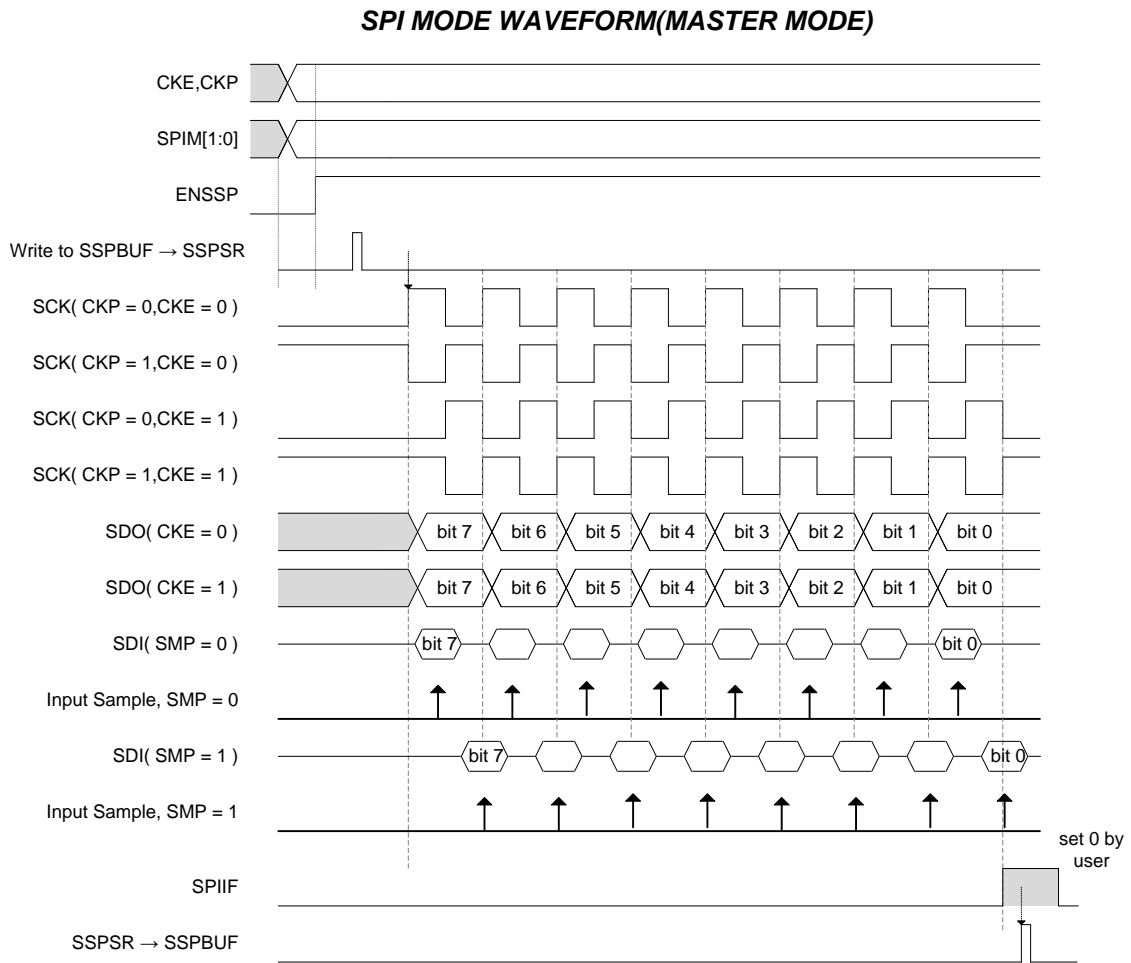 SPI MODE WAVEFORM(MASTER MODE)
CKE,CKP
SPIM[1:0]
ENSSP
Write to SSPBUF → SSPSR
SCK( CKP = 0,CKE = 0 )
SCK( CKP = 1,CKE = 0 )
SCK( CKP = 0,CKE = 1 )
SCK( CKP = 1,CKE = 1 )
SDO( CKE = 0) bit 7 bit 6 bit 5 bit 4 bit 3 bit 2 bit 1 bit 0
SDO( CKE = 1) bit 7 bit 6 bit 5 bit 4 bit 3 bit 2 bit 1 bit 0
SDI( SMP = 0 ) bit 7 bit 0
Input Sample, SMP = 0
SDI( SMP = 1 ) bit 7 bit 0
Input Sample, SMP = 1
set 0 by
user
SPIIF
SSPSR → SSPBUF